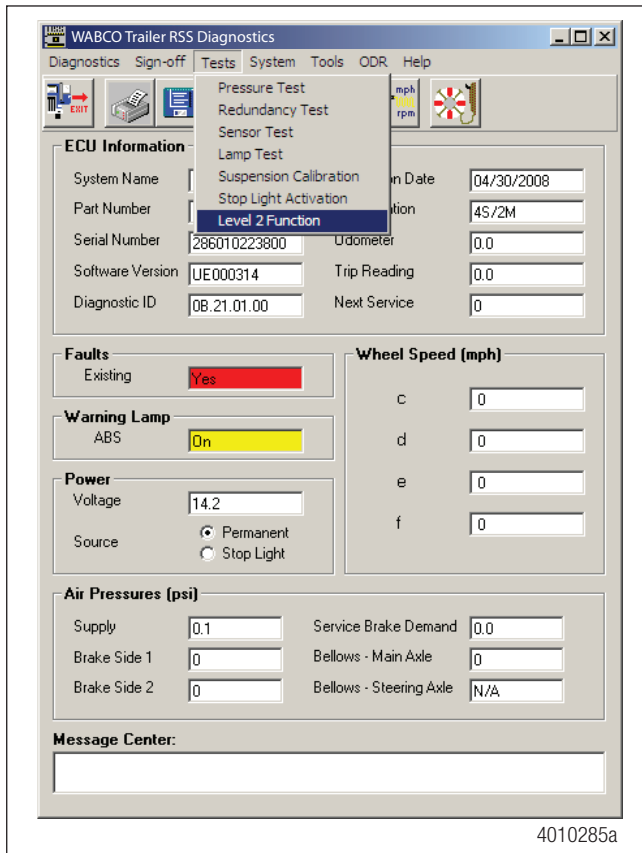 WABCO Trailer RSS Diagnostics
Diagnostics Sign-off Tests System Tools ODR Help
EXIT
mph
rpm
Pressure Test
Redundancy Test
Sensor Test
Lamp Test
Suspension Calibration
Stop Light Activation
Level 2 Function
ECU Information
System Name
Date 04/30/2008
Part Number
4S/2M
Serial Number 286010223800
Odometer 0.0
Software Version UE000314
Trip Reading 0.0
Diagnostic ID 0B.21.01.00
Next Service 0
Faults
Existing Yes
Warning Lamp
ABS On
Power
Voltage 14.2
Source
Permanent
Stop Light
Wheel Speed (mph)
c 0
d 0
e 0
f 0
Air Pressures (psi)
Supply 0.1 Service Brake Demand 0.0
Brake Side 1 0 Bellows - Main Axle 0
Brake Side 2 0 Bellows - Steering Axle N/A
Message Center:
4010285a